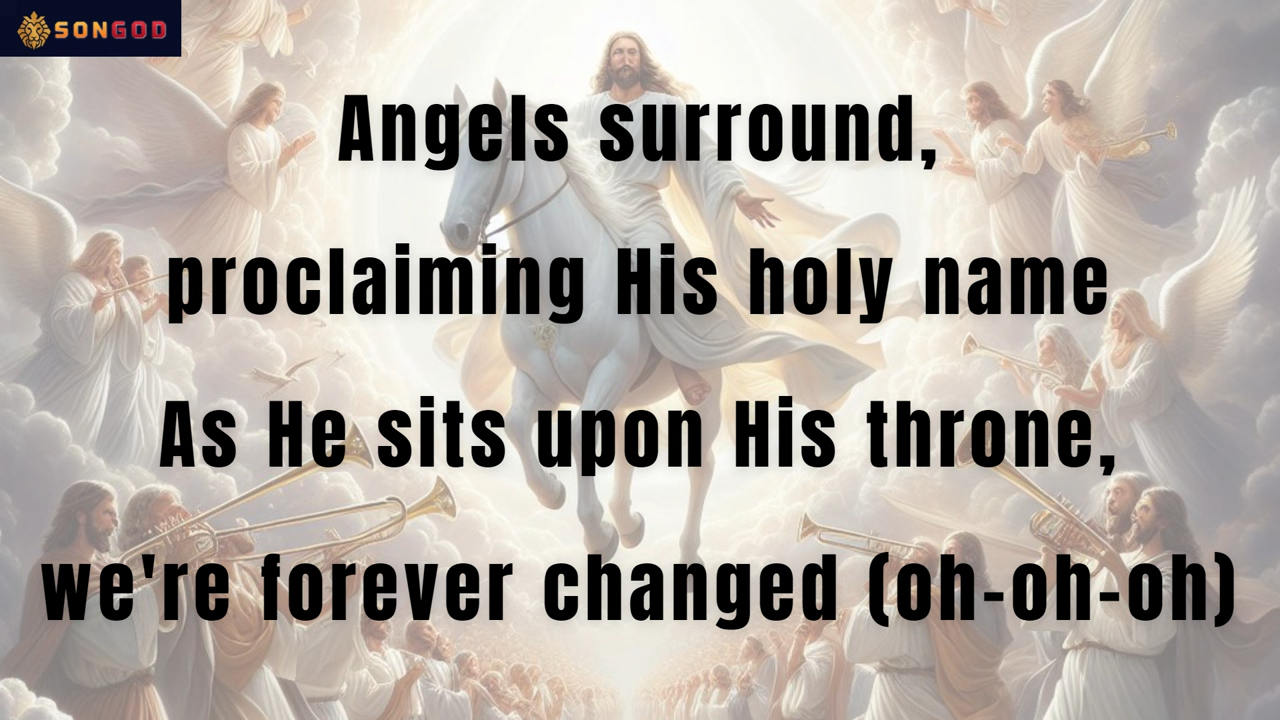 SONGOD
Angels surround,
proclaiming His holy name
As He sits upon His throne,
we're forever changed (oh-oh-oh)